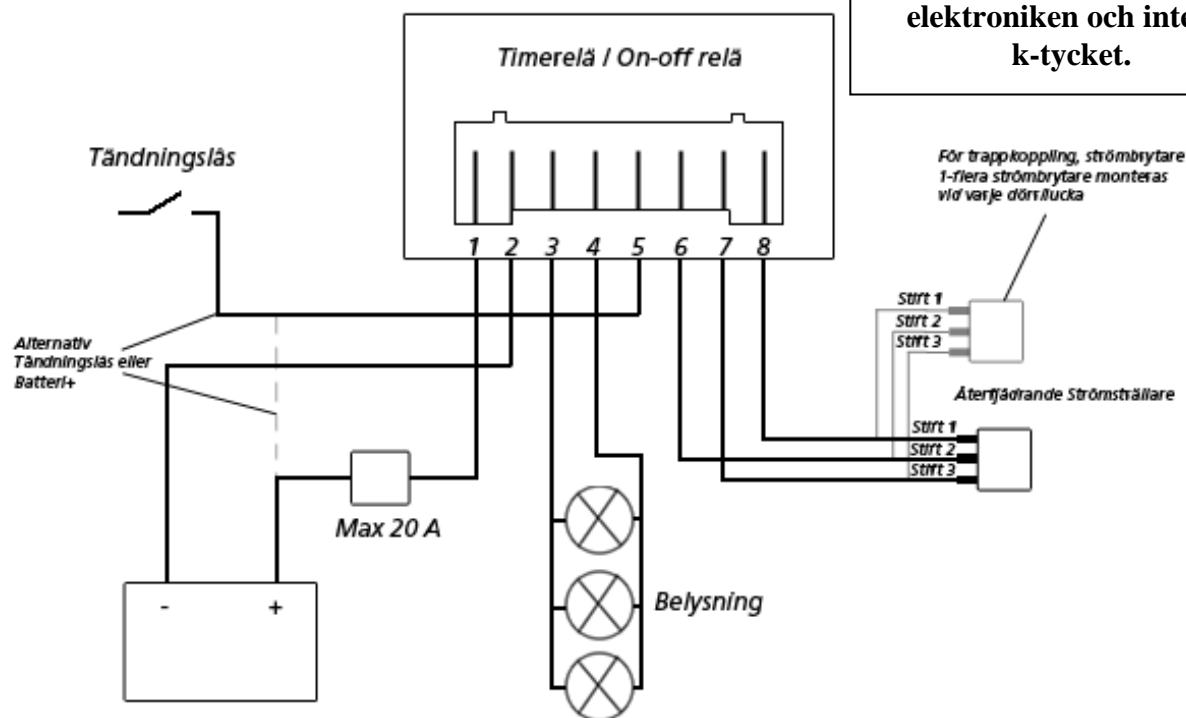 elektroniken och inte
k-tycket.
Timerelä / On-off relä
Tändningslås
För trappkoppling, strömbrytare
1-flera strömbrytare monteras
vid varje dörr/lucka
1 2 3 4 5 6 7 8
Stift 1
Stift 2
Stift 3
Alternativ
Tändningslås eller
Batteri+
Återfjädrande Strömställare
Stift 1
Stift 2
Stift 3
Max 20 A
- +
Belysning